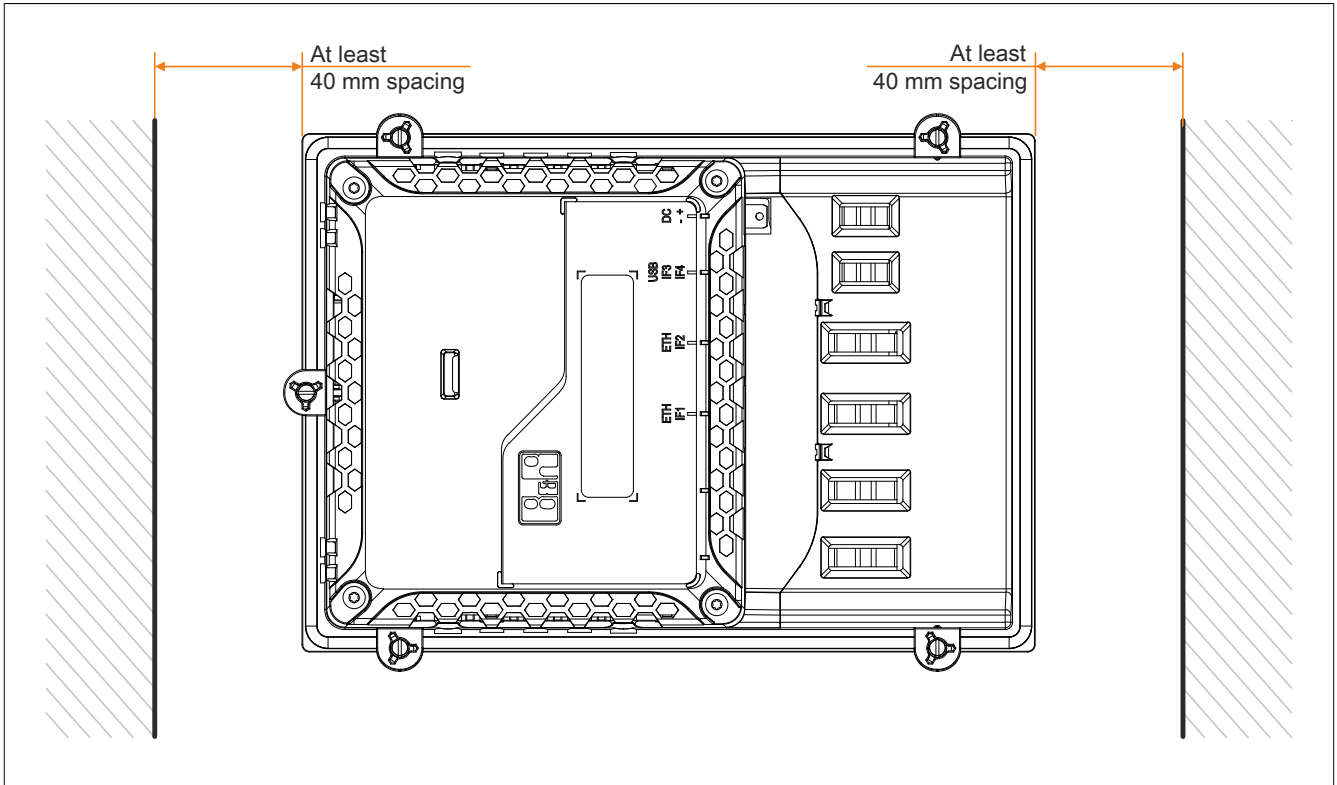 At least
40 mm spacing
At least
40 mm spacing
DC
- +
USB
IF3
IF4
ETH
IF2
ETH
IF1
B&R